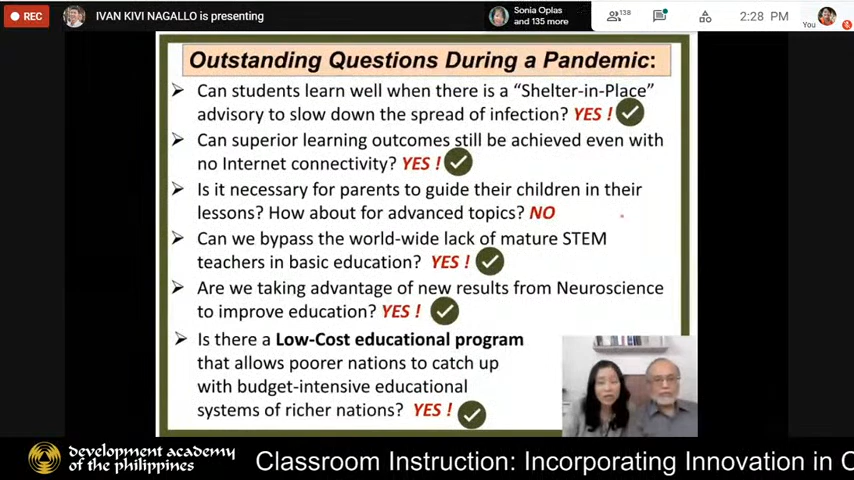 REC
IVAN KIVI NAGALLO is presenting
Sonia Oplas
and 135 more
138
2:28 PM
You
Outstanding Questions During a Pandemic:
➢ Can students learn well when there is a “Shelter-in-Place”
advisory to slow down the spread of infection? YES !
➢ Can superior learning outcomes still be achieved even with
no Internet connectivity? YES !
➢ Is it necessary for parents to guide their children in their
lessons? How about for advanced topics? NO
➢ Can we bypass the world-wide lack of mature STEM
teachers in basic education? YES !
➢ Are we taking advantage of new results from Neuroscience
to improve education? YES !
➢ Is there a Low-Cost educational program
that allows poorer nations to catch up
with budget-intensive educational
systems of richer nations? YES !
development academy
of the philippines
Classroom Instruction: Incorporating Innovation in C